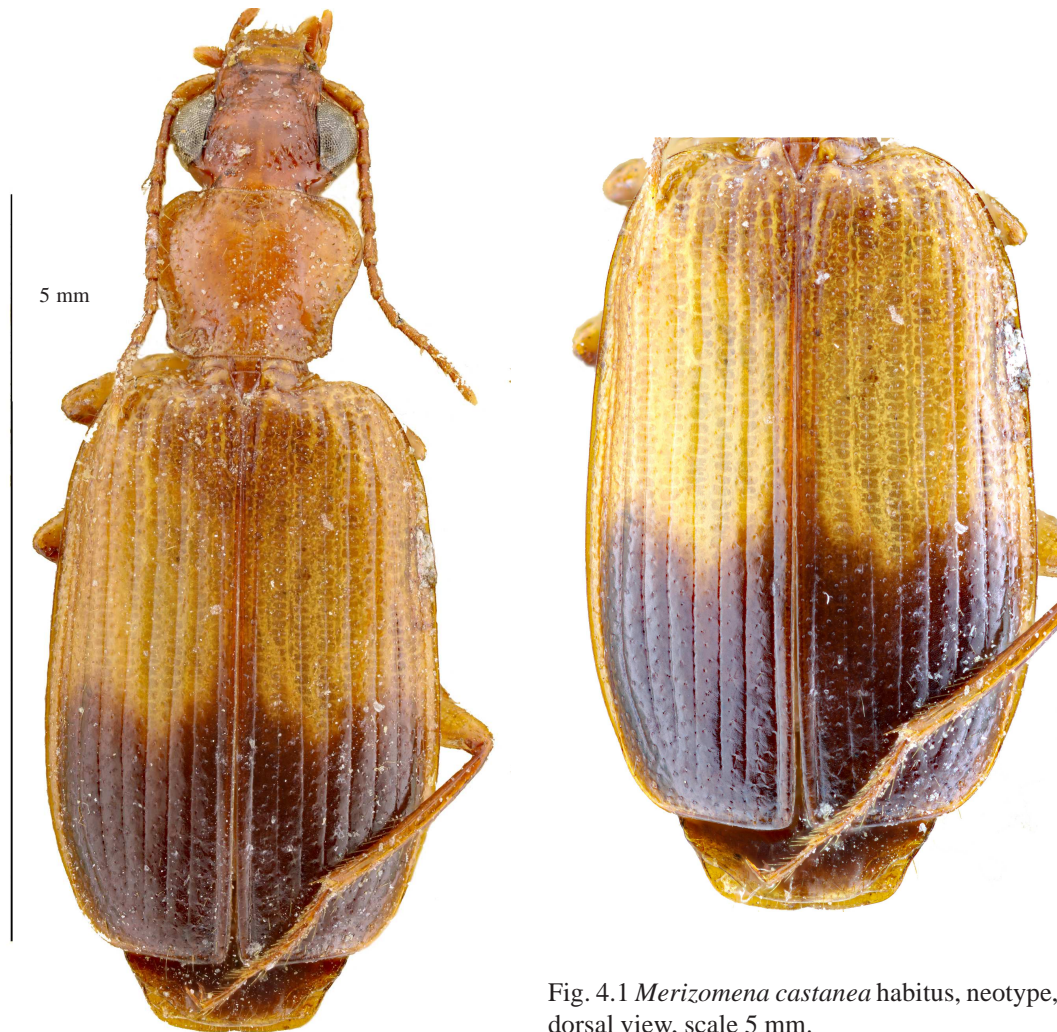 5 mm
Fig. 4.1 Merizomena castanea habitus, neotype,
dorsal view, scale 5 mm.